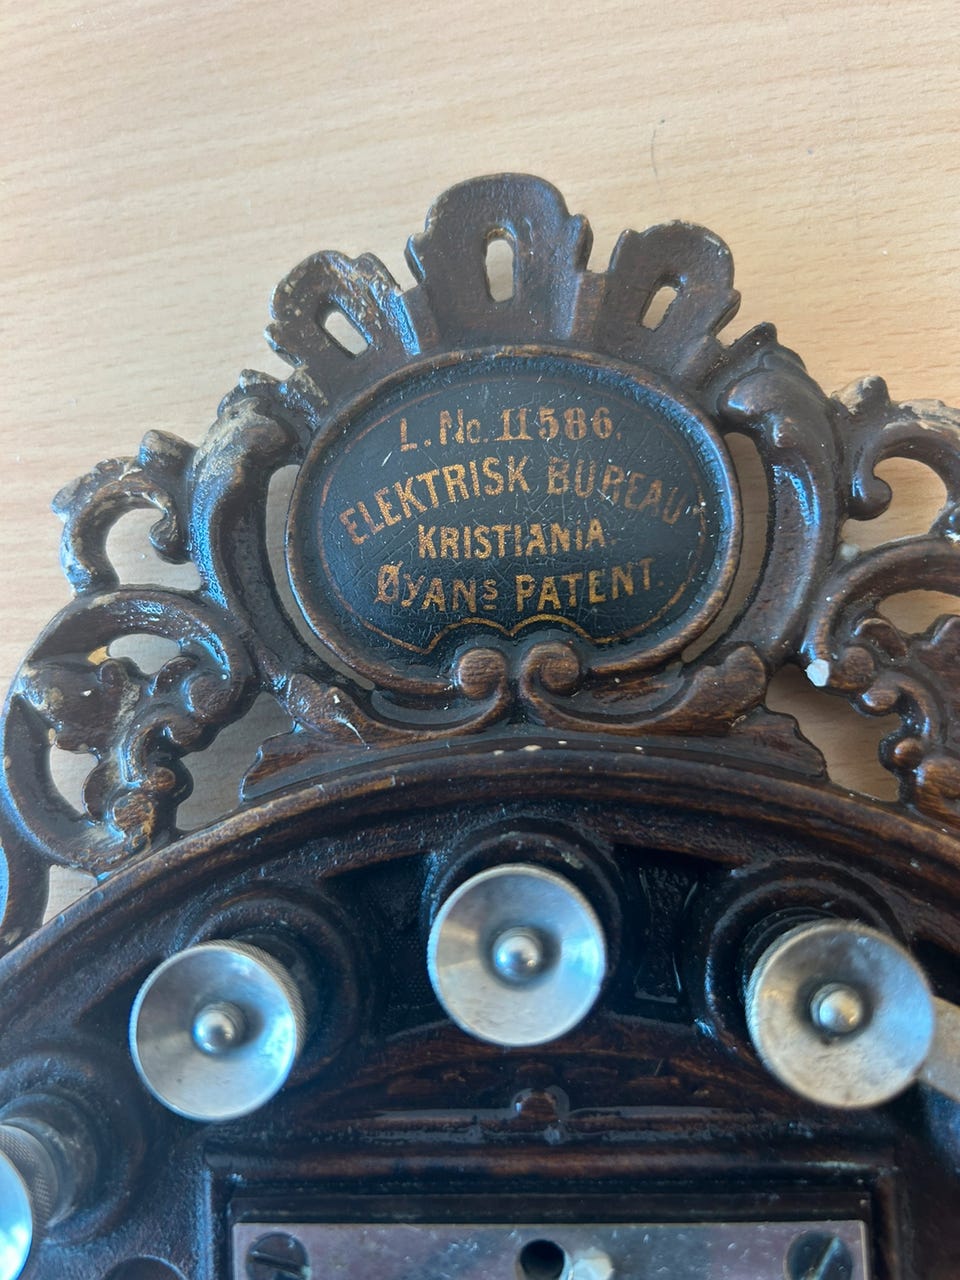 L. No. 11586.
ELEKTRISK BUREAU
KRISTIANIA.
ØYANS PATENT.